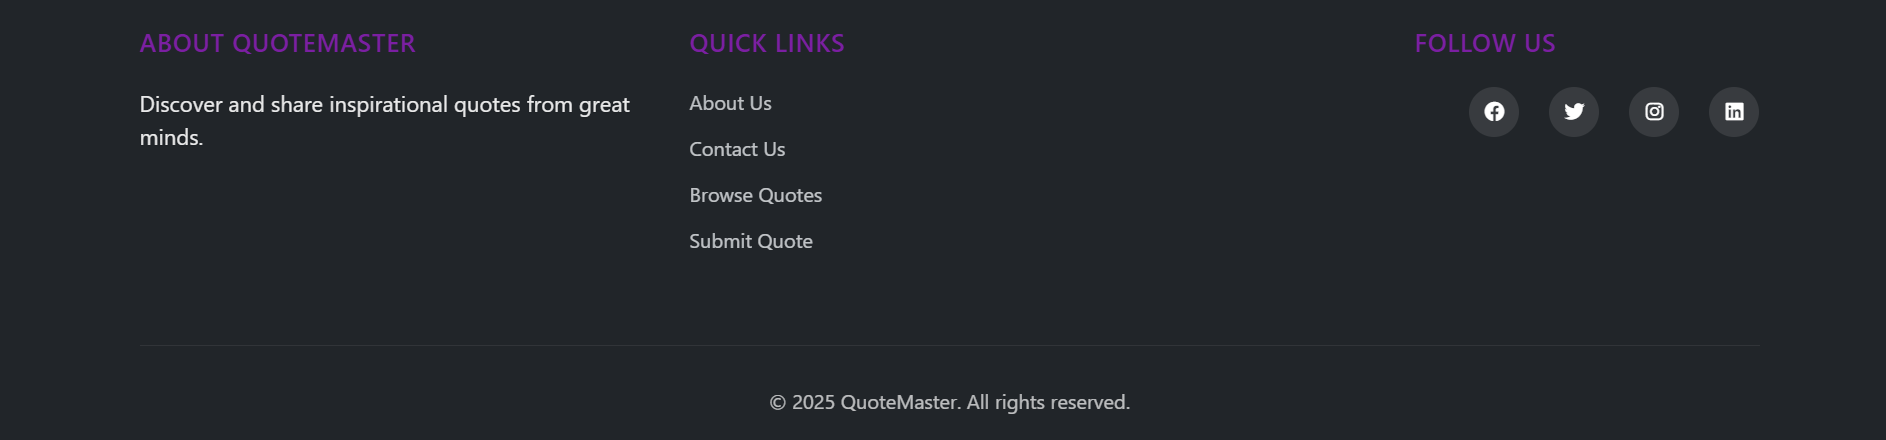 ABOUT QUOTEMASTER
Discover and share inspirational quotes from great
minds.
QUICK LINKS
About Us
Contact Us
Browse Quotes
Submit Quote
FOLLOW US
© 2025 QuoteMaster. All rights reserved.